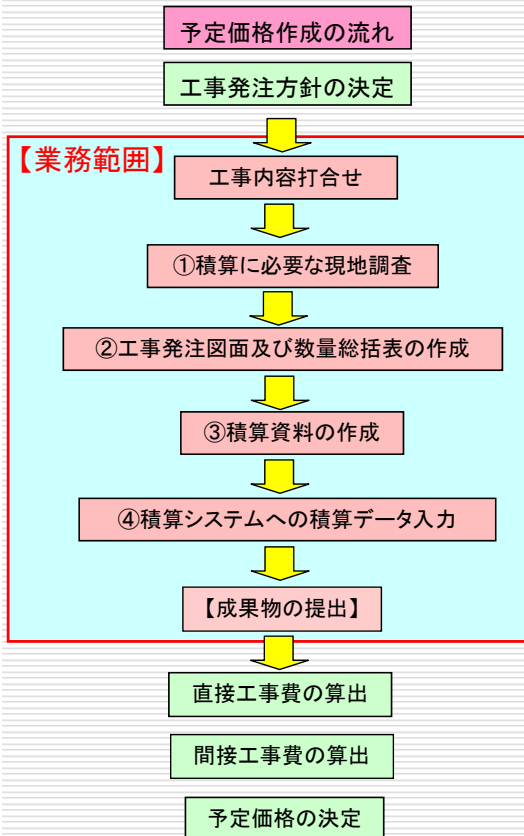 予定価格作成の流れ
工事発注方針の決定
【業務範囲】
工事内容打合せ
①積算に必要な現地調査
②工事発注図面及び数量総括表の作成
③積算資料の作成
④積算システムへの積算データ入力
【成果物の提出】
直接工事費の算出
間接工事費の算出
予定価格の決定